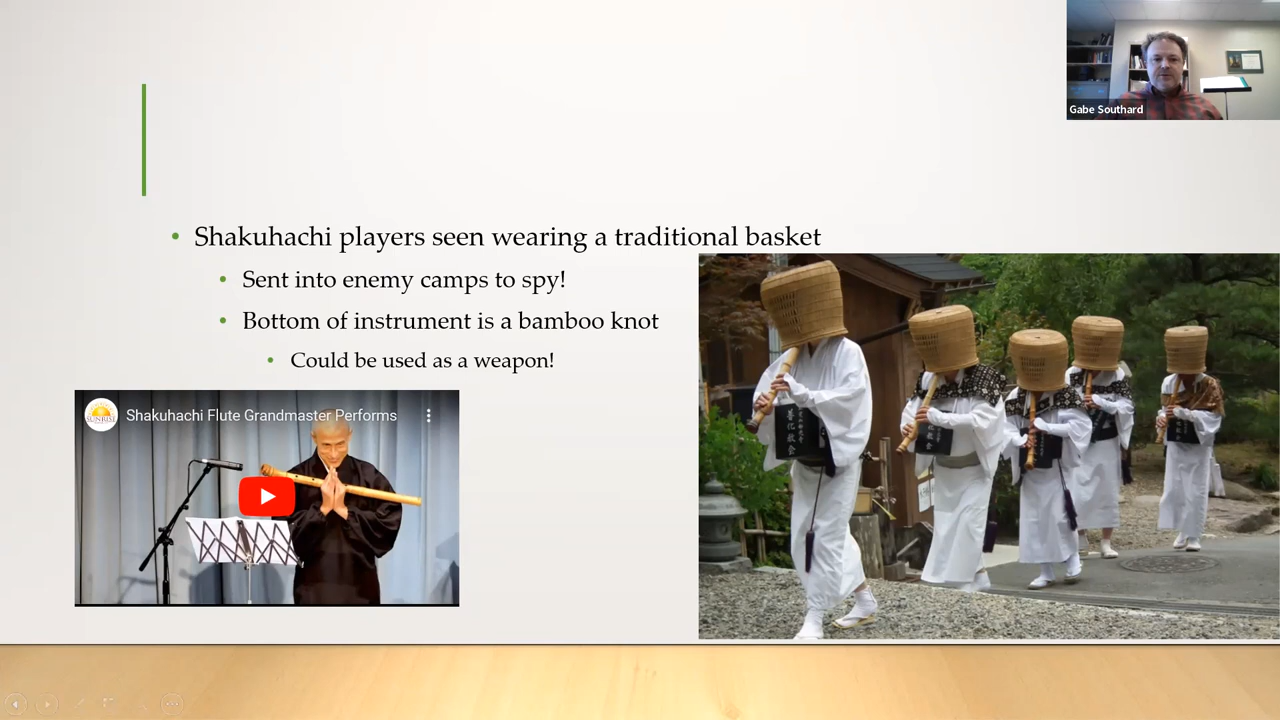 Gabe Southard
• Shakuhachi players seen wearing a traditional basket
• Sent into enemy camps to spy!
• Bottom of instrument is a bamboo knot
• Could be used as a weapon!
SUNRISE
Shakuhachi Flute Grandmaster Performs